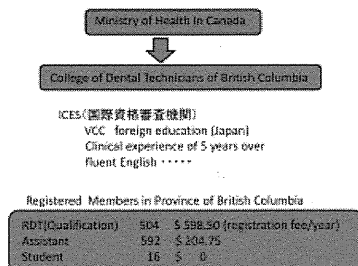 Ministry of Health in Canada
College of Dental Technicians of British Columbia
ICES(国際資格審査機関)
VCC foreign education (Japan)
Clinical experience of 5 years over
fluent English ・・・・・
Registered Members in Province of British Columbia
RDT(Qualification) 504 $ 598.50 (registration fee/year)
Assistant 592 $ 204.75
Student 16 $ 0